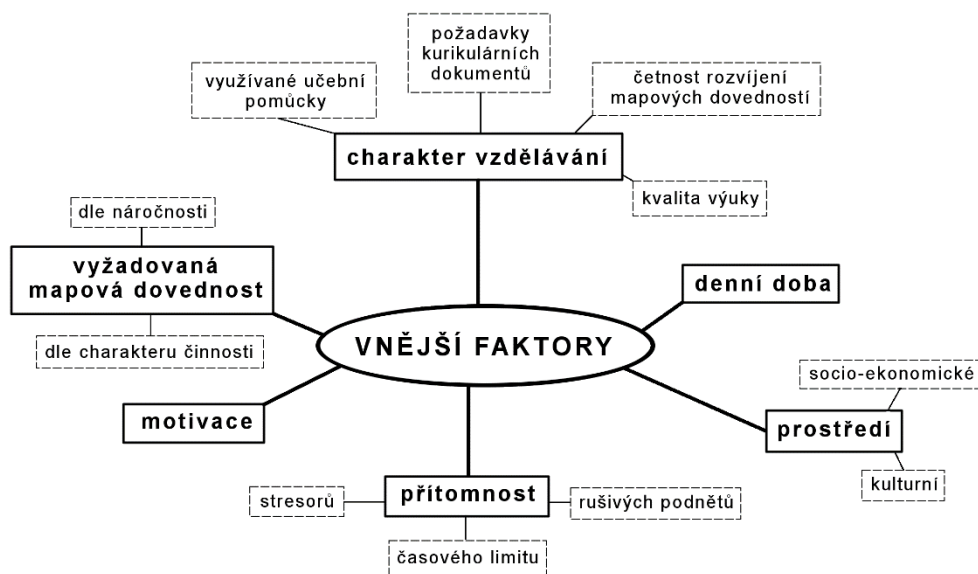 požadavky
kurikulárních
dokumentů
využívané učební
pomůcky
četnost rozvíjení
mapových dovedností
charakter vzdělávání
kvalita výuky
dle náročnosti
vyžadovaná
mapová dovednost
dle charakteru činnosti
denní doba
VNĚJŠÍ FAKTORY
socio-ekonomické
prostředí
kulturní
motivace
přítomnost
stresorů
rušivých podnětů
časového limitu